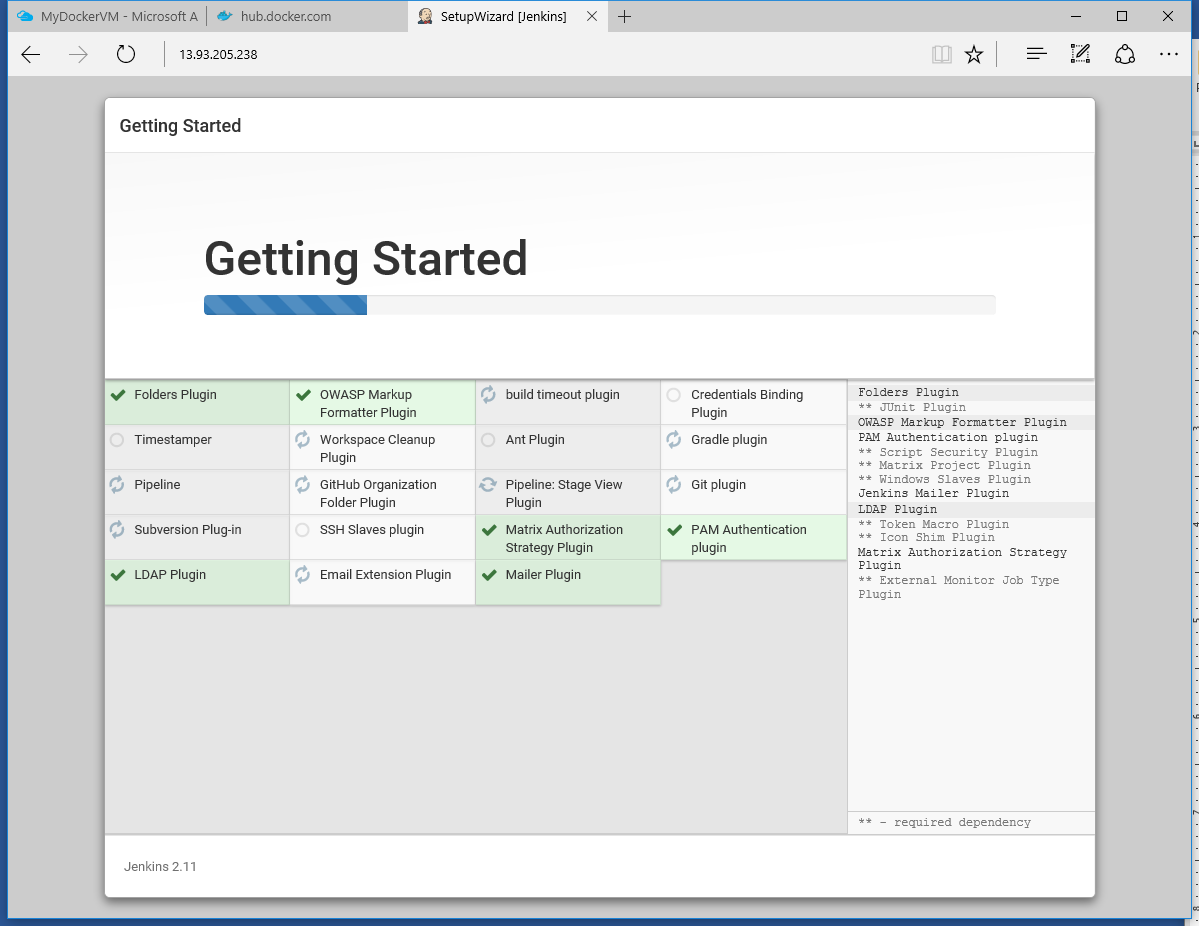 MyDockerVM - Microsoft A
hub.docker.com
SetupWizard [Jenkins]
13.93.205.238
Getting Started
Getting Started
Folders Plugin
OWASP Markup
Formatter Plugin
build timeout plugin
Credentials Binding
Plugin
Timestamper
Workspace Cleanup
Plugin
Ant Plugin
Gradle plugin
Pipeline
GitHub Organization
Folder Plugin
Pipeline: Stage View
Plugin
Git plugin
Subversion Plug-in
SSH Slaves plugin
Matrix Authorization
Strategy Plugin
PAM Authentication
plugin
LDAP Plugin
Email Extension Plugin
Mailer Plugin
Folders Plugin
** JUnit Plugin
OWASP Markup Formatter Plugin
PAM Authentication plugin
** Script Security Plugin
** Matrix Project Plugin
** Windows Slaves Plugin
Jenkins Mailer Plugin
LDAP Plugin
** Token Macro Plugin
** Icon Shim Plugin
Matrix Authorization Strategy
Plugin
** External Monitor Job Type
Plugin
** - required dependency
Jenkins 2.11